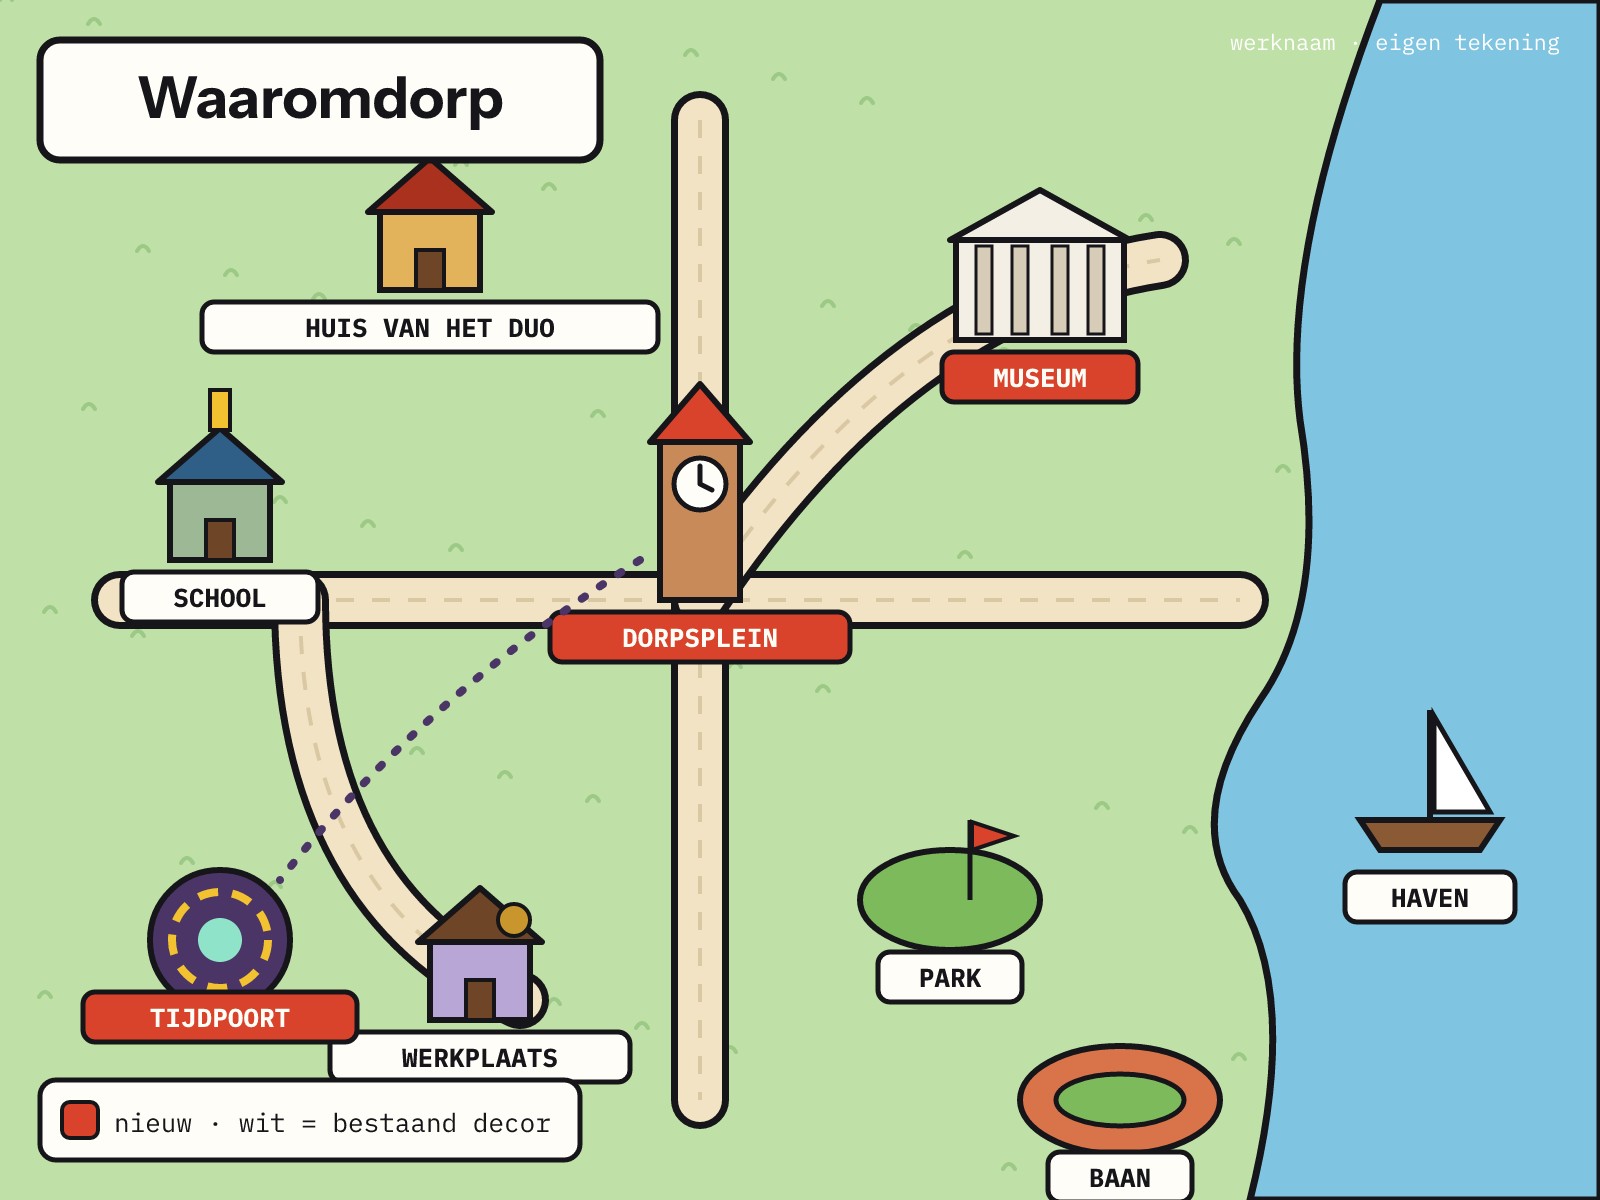 werknaam · eigen tekening
Waaromdorp
HUIS VAN HET DUO
MUSEUM
SCHOOL
DORPSPLEIN
HAVEN
PARK
TIJDPOORT
WERKPLAATS
nieuw · wit = bestaand decor
BAAN